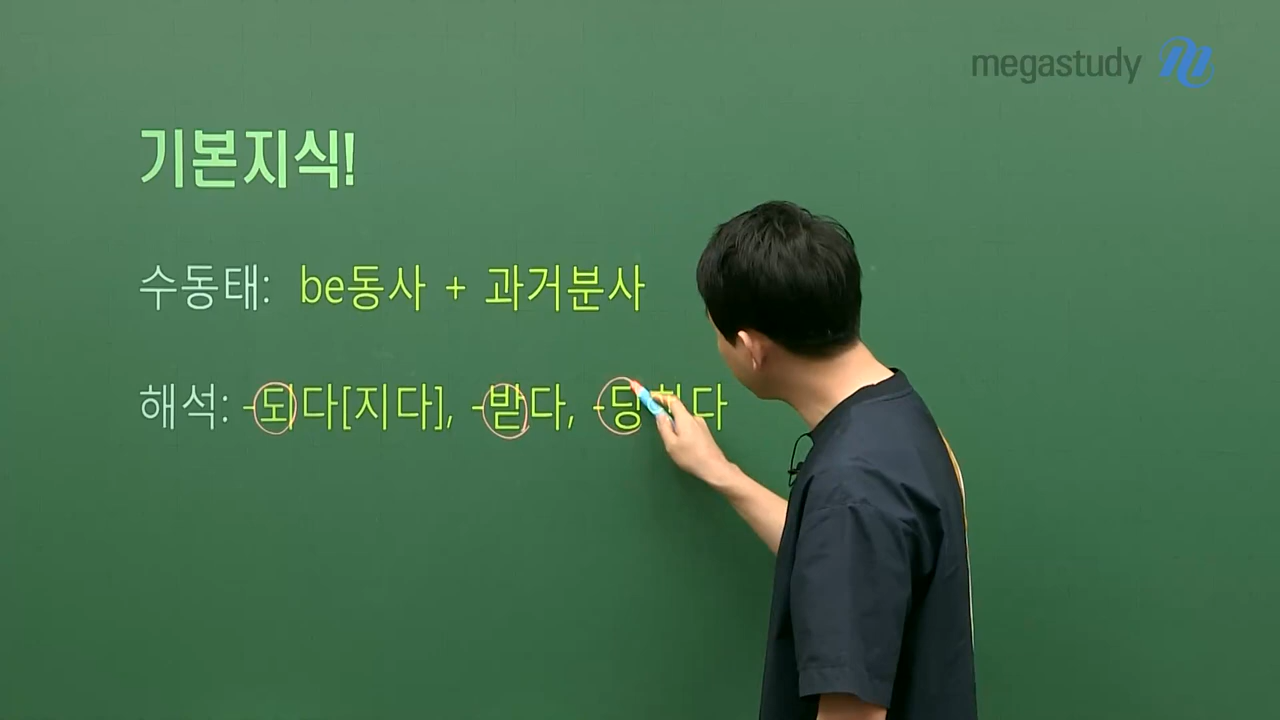 megastudy
기본지식!
수동태: be동사 + 과거분사
해석: -되다[지다], -받다, -당하다